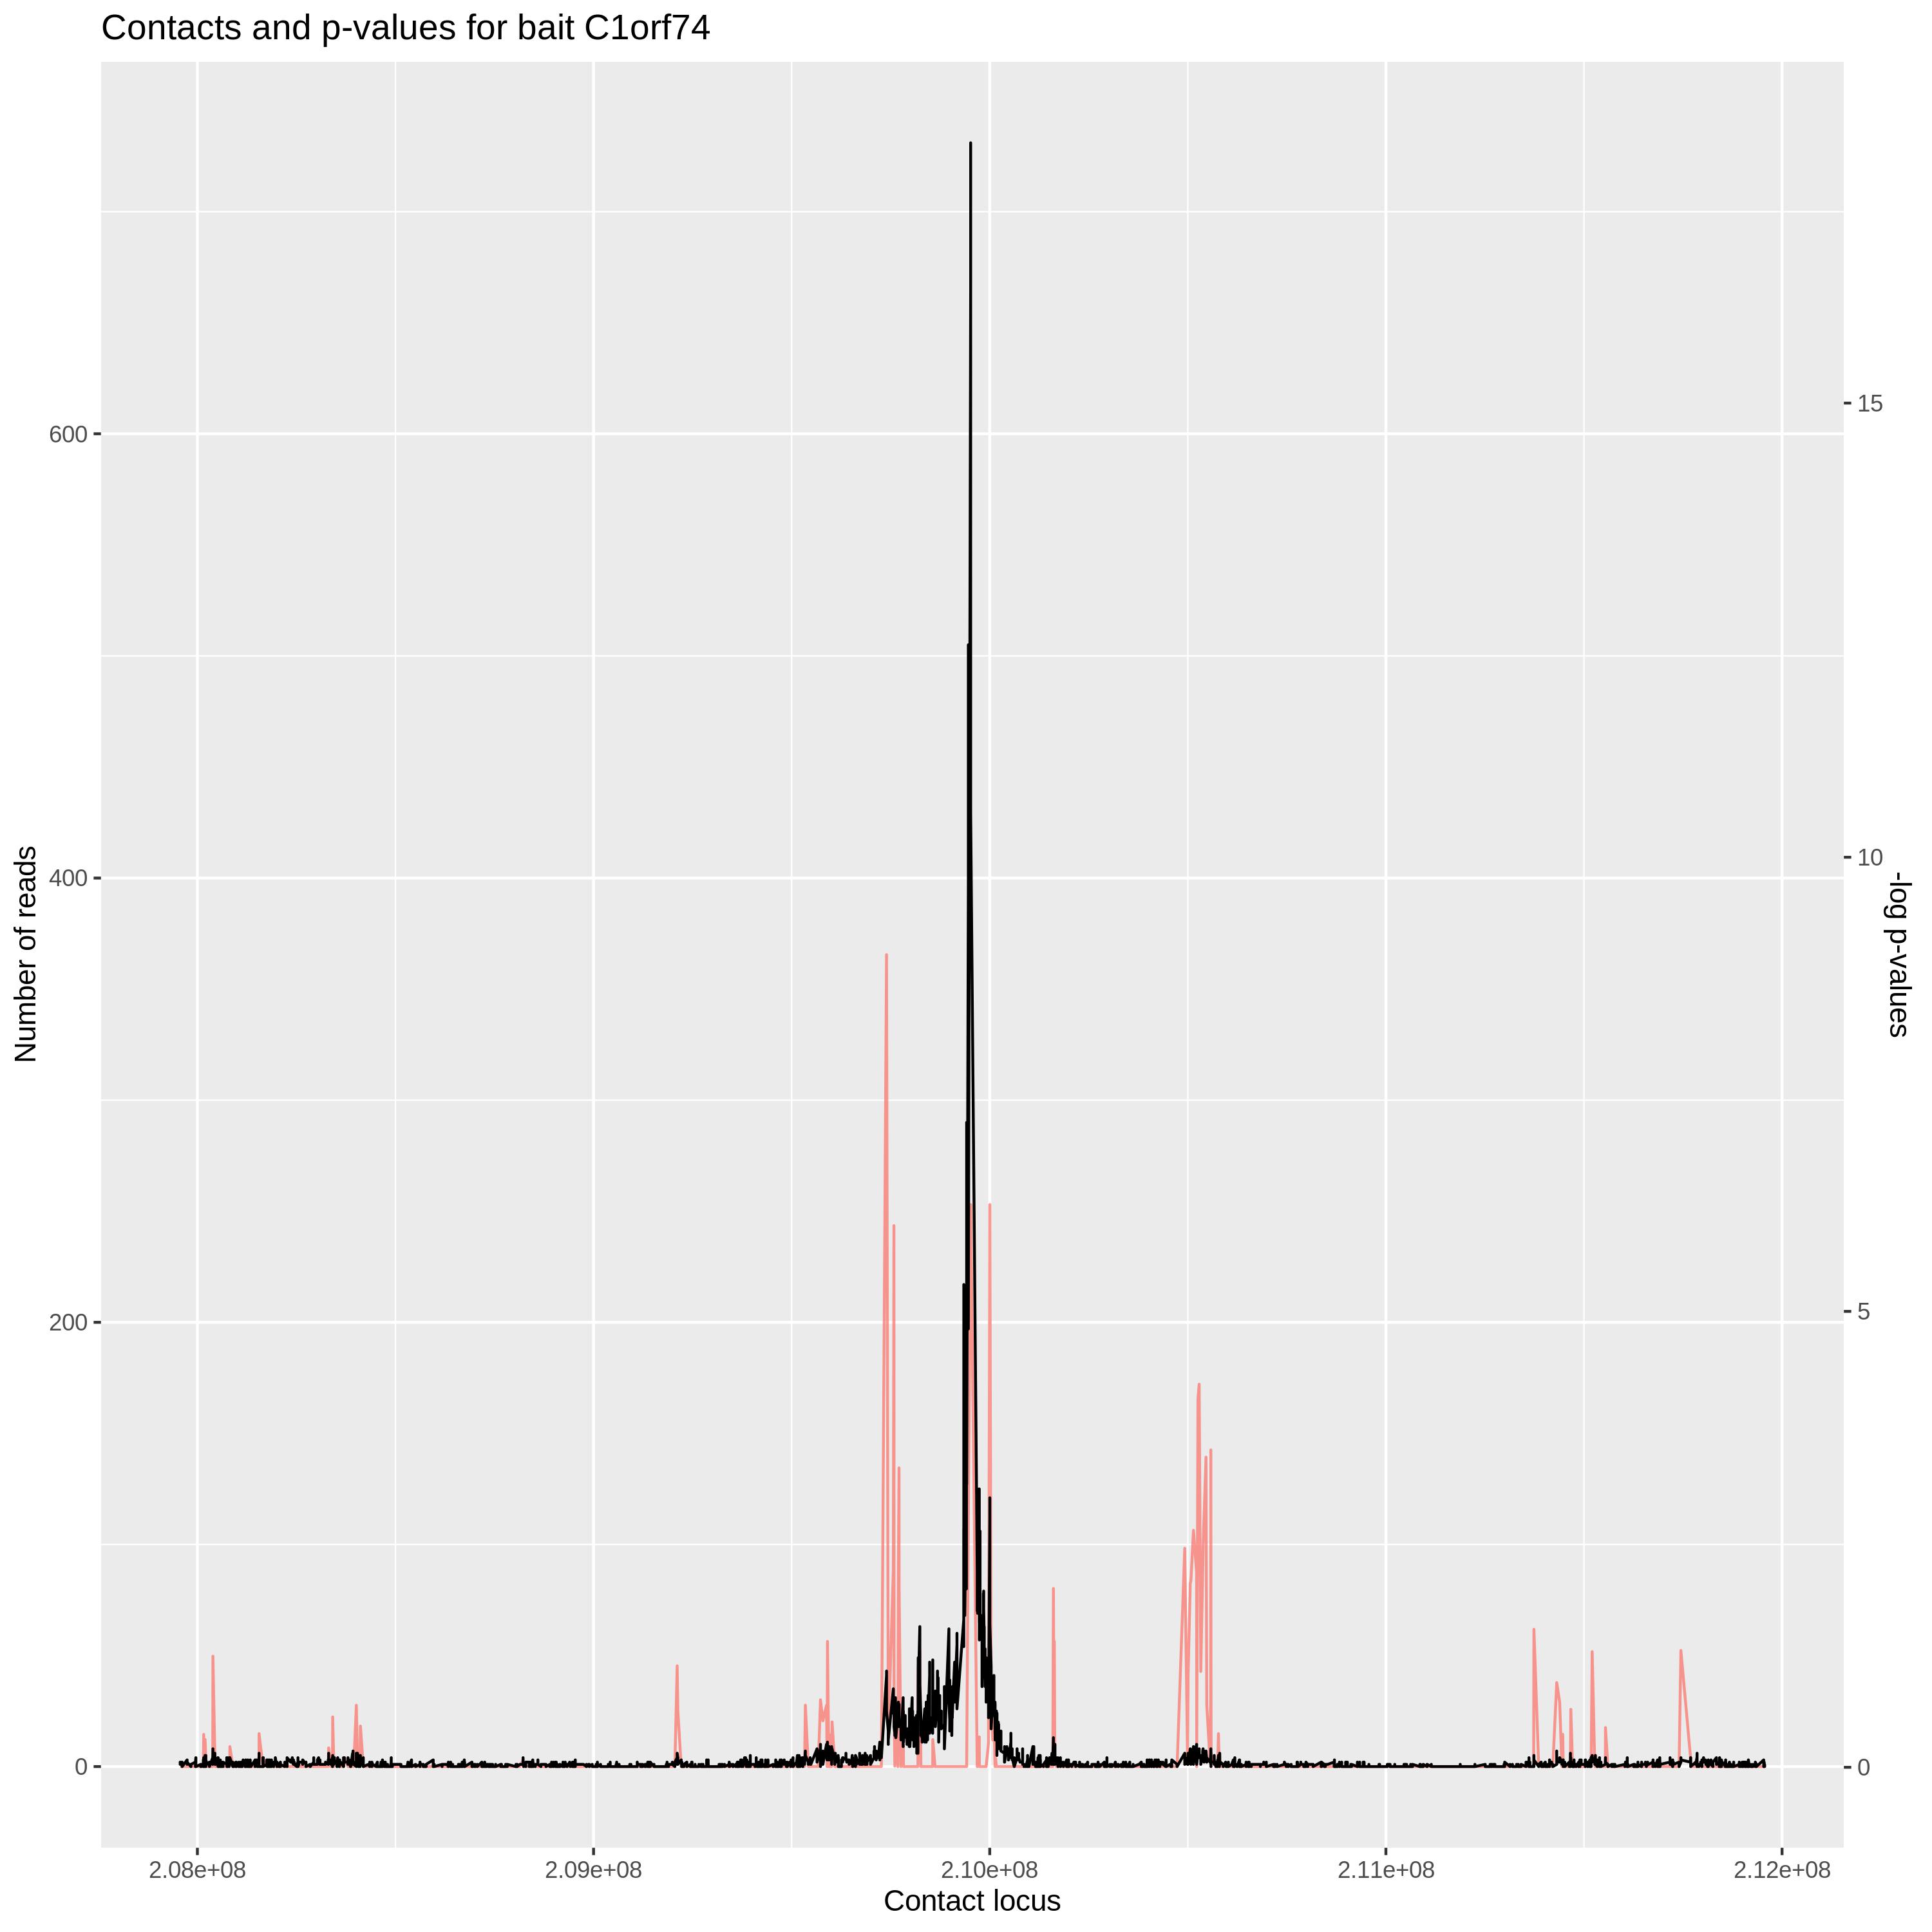 Contacts and p-values for bait C1orf74
Number of reads
600
400
200
0
15
10
5
0
-log p-values
2.08e+08 2.09e+08 2.10e+08 2.11e+08 2.12e+08
Contact locus